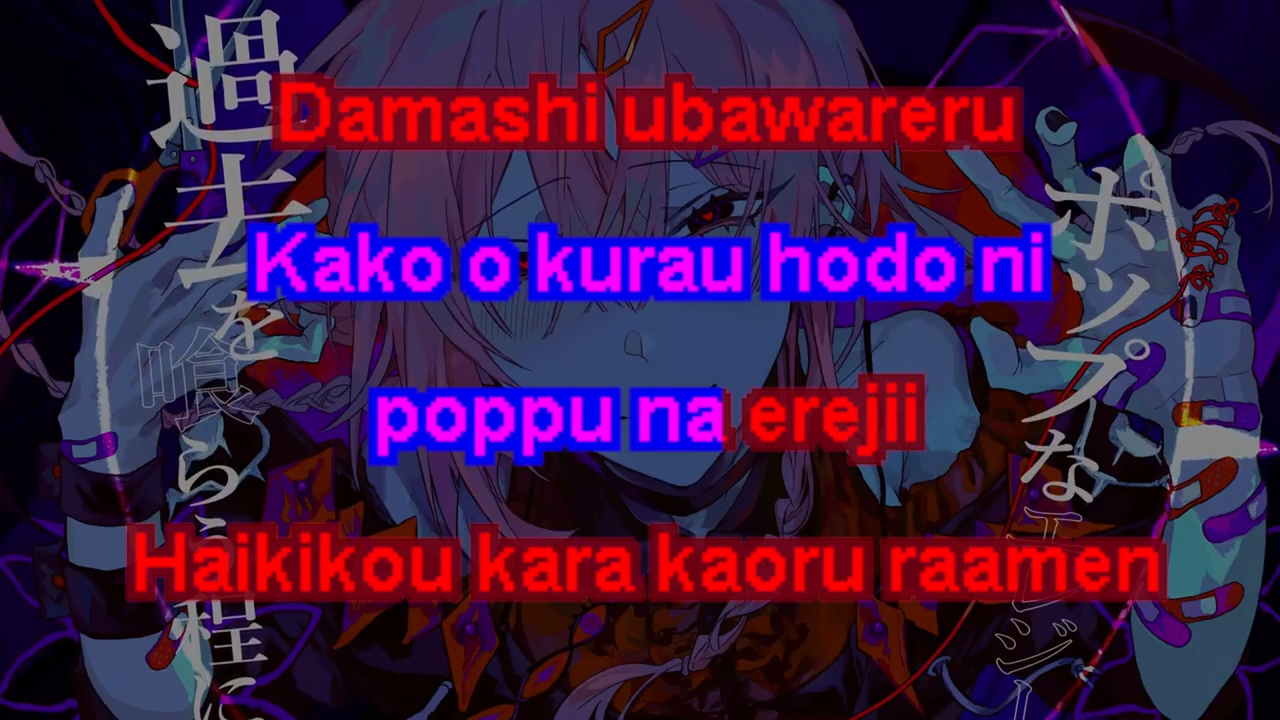 Damashi ubawareru
Kako o kurau hodo ni
poppu na erejii
Haikikou kara kaoru raamen
過去を喰らう程に
ポップなエレジー